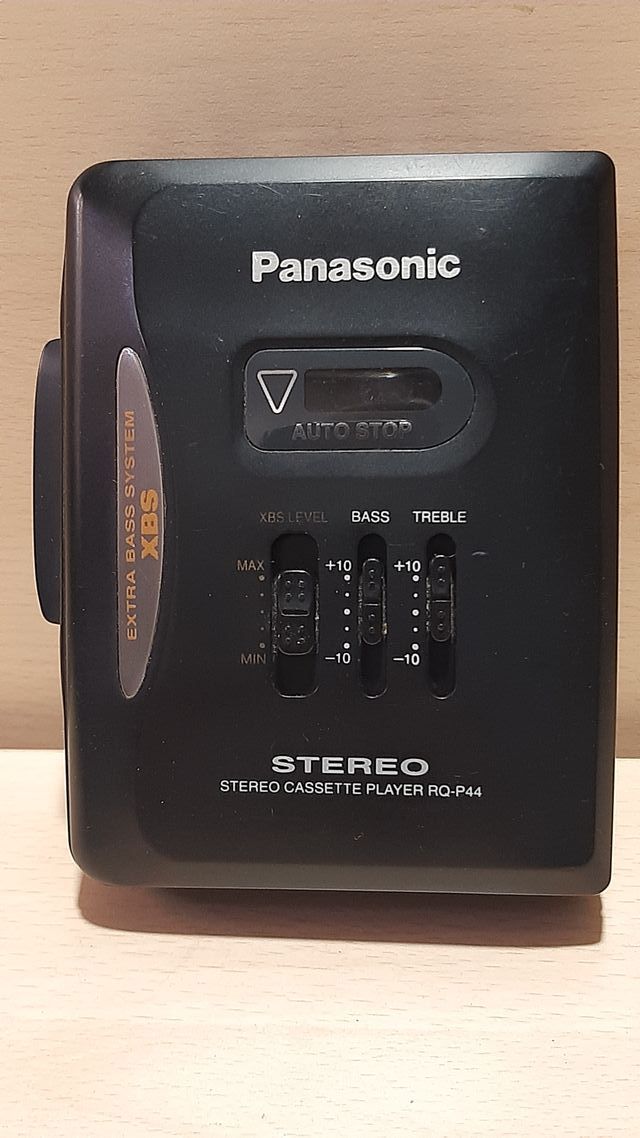 Panasonic
AUTO STOP
EXTRA BASS SYSTEM
XBS
XBS LEVEL BASS TREBLE
MAX +10 +10
MIN -10 -10
STEREO
STEREO CASSETTE PLAYER RQ-P44